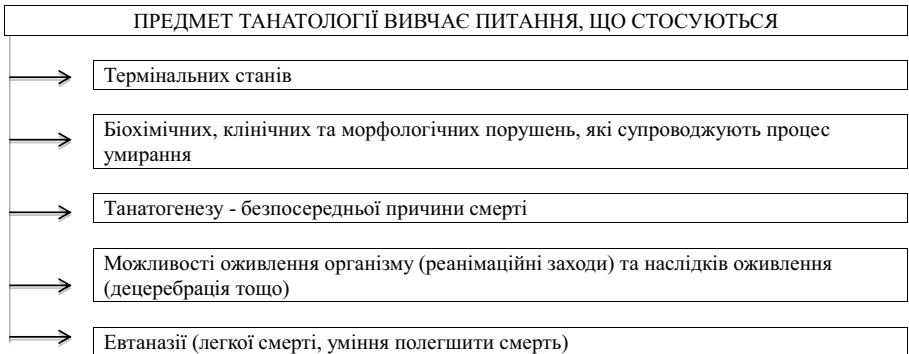 ПРЕДМЕТ ТАНАТОЛОГІЇ ВИВЧАЄ ПИТАННЯ, ЩО СТОСУЮТЬСЯ
Термінальних станів
Біохімічних, клінічних та морфологічних порушень, які супроводжують процес
умирання
Танатогенезу - безпосередньої причини смерті
Можливості оживлення організму (реанімаційні заходи) та наслідків оживлення
(децеребрація тощо)
Евтаназії (легкої смерті, уміння полегшити смерть)